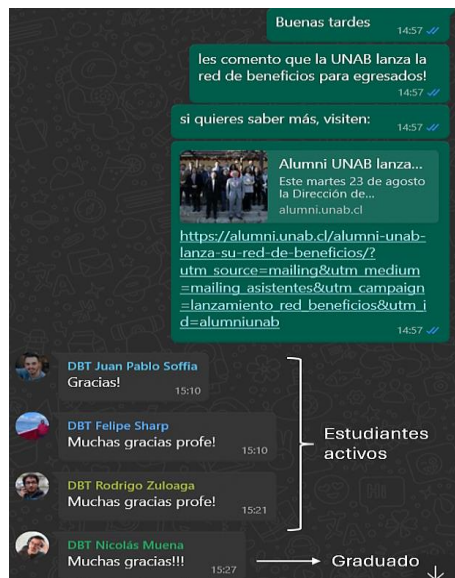 Buenas tardes
14:57
les comento que la UNAB lanza la
red de beneficios para egresados!
14:57
si quieres saber más, visiten:
14:57
Alumni UNAB lanza...
Este martes 23 de agosto
la Dirección de...
alumni.unab.cl
https://alumni.unab.cl/alumni-unab-
lanza-su-red-de-beneficios/?
utm_source=mailing&utm_medium
=mailing_asistentes&utm_campaign
=lanzamiento_red_beneficios&utm_i
d=alumniunab
14:57
DBT Juan Pablo Soffia
Gracias!
15:10
DBT Felipe Sharp
Muchas gracias profe!
15:10
Estudiantes
activos
DBT Rodrigo Zuloaga
Muchas gracias profe!
15:21
DBT Nicolás Muena
Muchas gracias!!!
15:27
Graduado